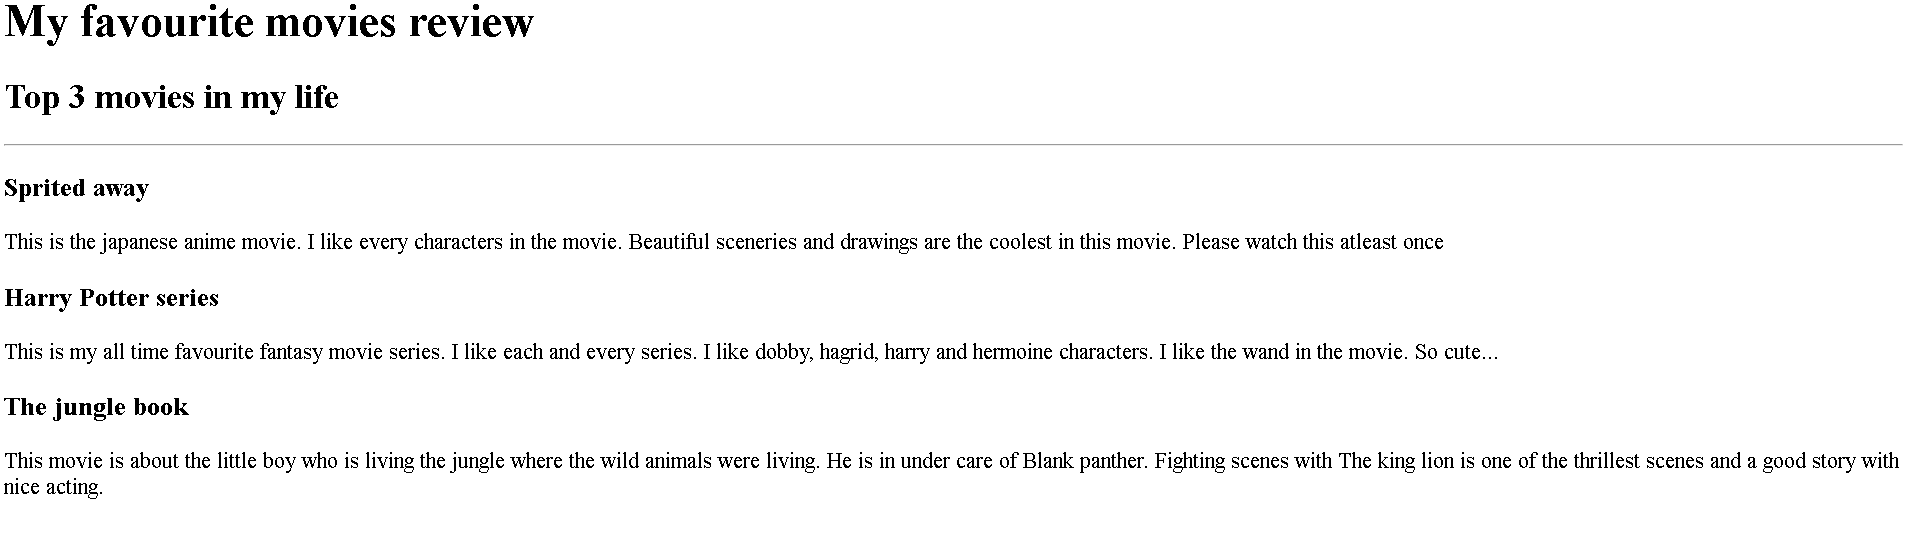 My favourite movies review
Top 3 movies in my life
Sprited away
This is the japanese anime movie. I like every characters in the movie. Beautiful sceneries and drawings are the coolest in this movie. Please watch this atleast once
Harry Potter series
This is my all time favourite fantasy movie series. I like each and every series. I like dobby, hagrid, harry and hermoine characters. I like the wand in the movie. So cute...
The jungle book
This movie is about the little boy who is living the jungle where the wild animals were living. He is in under care of Blank panther. Fighting scenes with The king lion is one of the thrillest scenes and a good story with
nice acting.